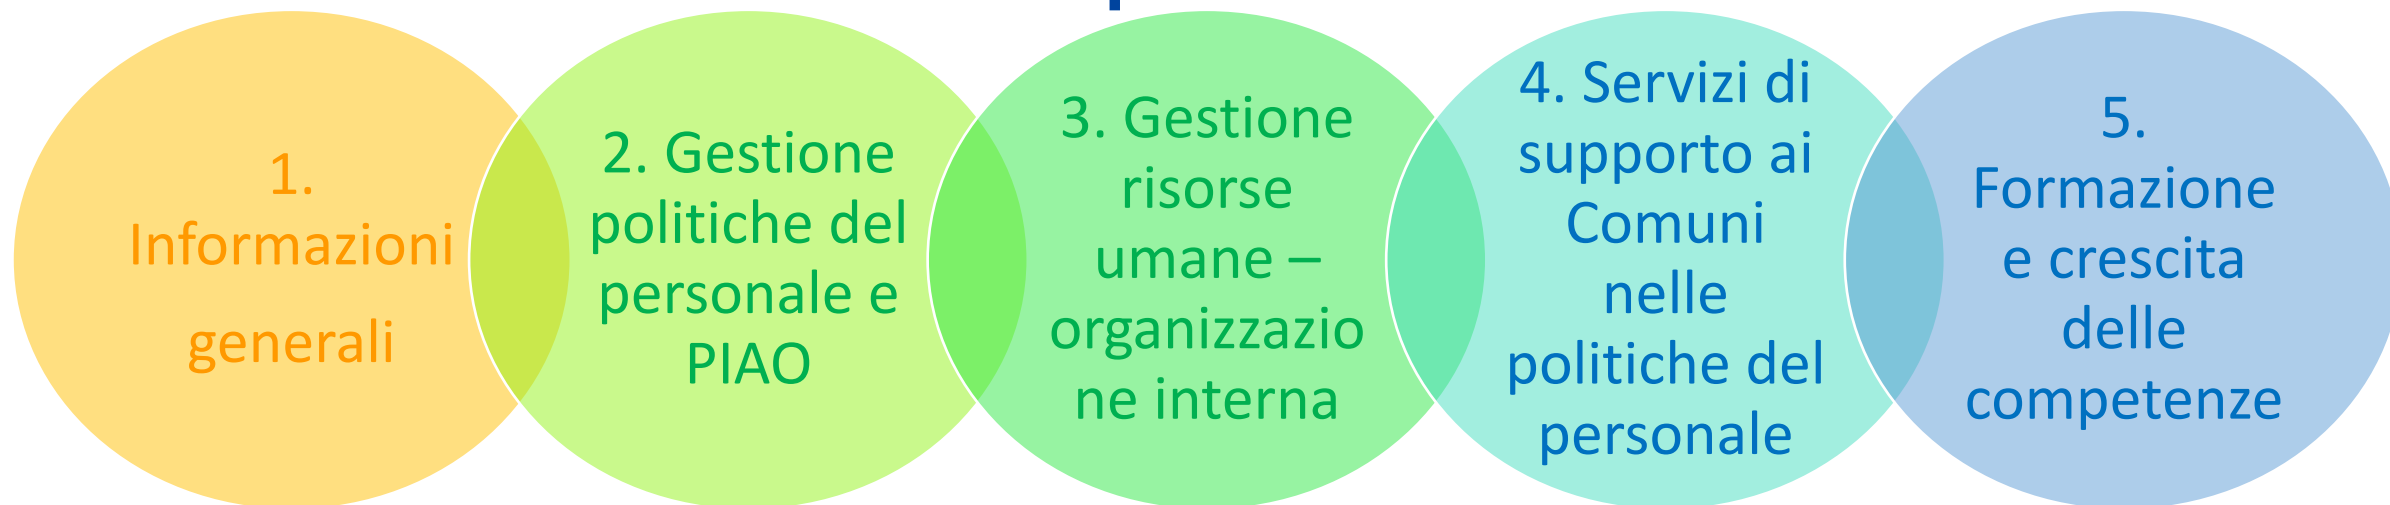 1.
Informazioni
generali
2. Gestione
politiche del
personale e
PIAO
3. Gestione
risorse
umane –
organizzazio
ne interna
4. Servizi di
supporto ai
Comuni
nelle
politiche del
personale
5.
Formazione
e crescita
delle
competenze